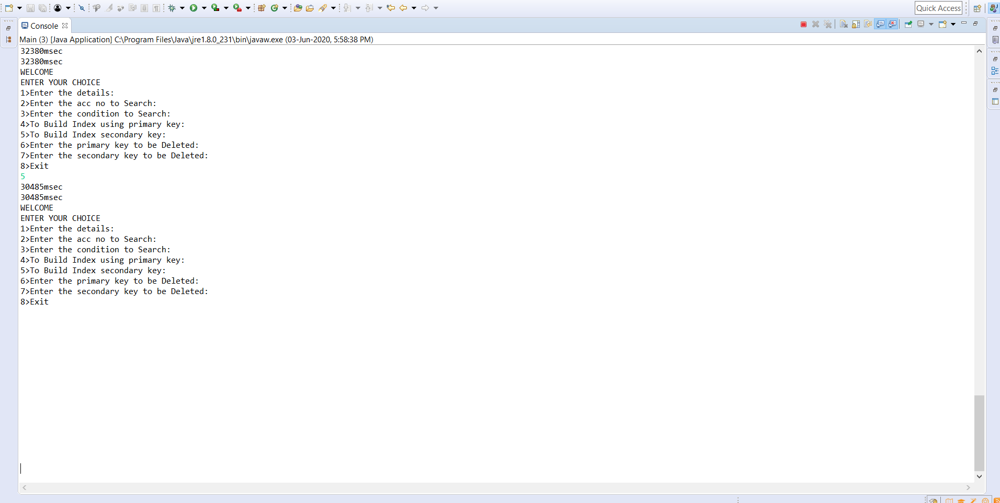 Quick Access
Console
Main (3) [Java Application] C:\Program Files\Java\jre1.8.0_231\bin\javaw.exe (03-Jun-2020, 5:58:38 PM)
32380msec
32380msec
WELCOME
ENTER YOUR CHOICE
1>Enter the details:
2>Enter the acc no to Search:
3>Enter the condition to Search:
4>To Build Index using primary key:
5>To Build Index secondary key:
6>Enter the primary key to be Deleted:
7>Enter the secondary key to be Deleted:
8>Exit
5
30485msec
30485msec
WELCOME
ENTER YOUR CHOICE
1>Enter the details:
2>Enter the acc no to Search:
3>Enter the condition to Search:
4>To Build Index using primary key:
5>To Build Index secondary key:
6>Enter the primary key to be Deleted:
7>Enter the secondary key to be Deleted:
8>Exit